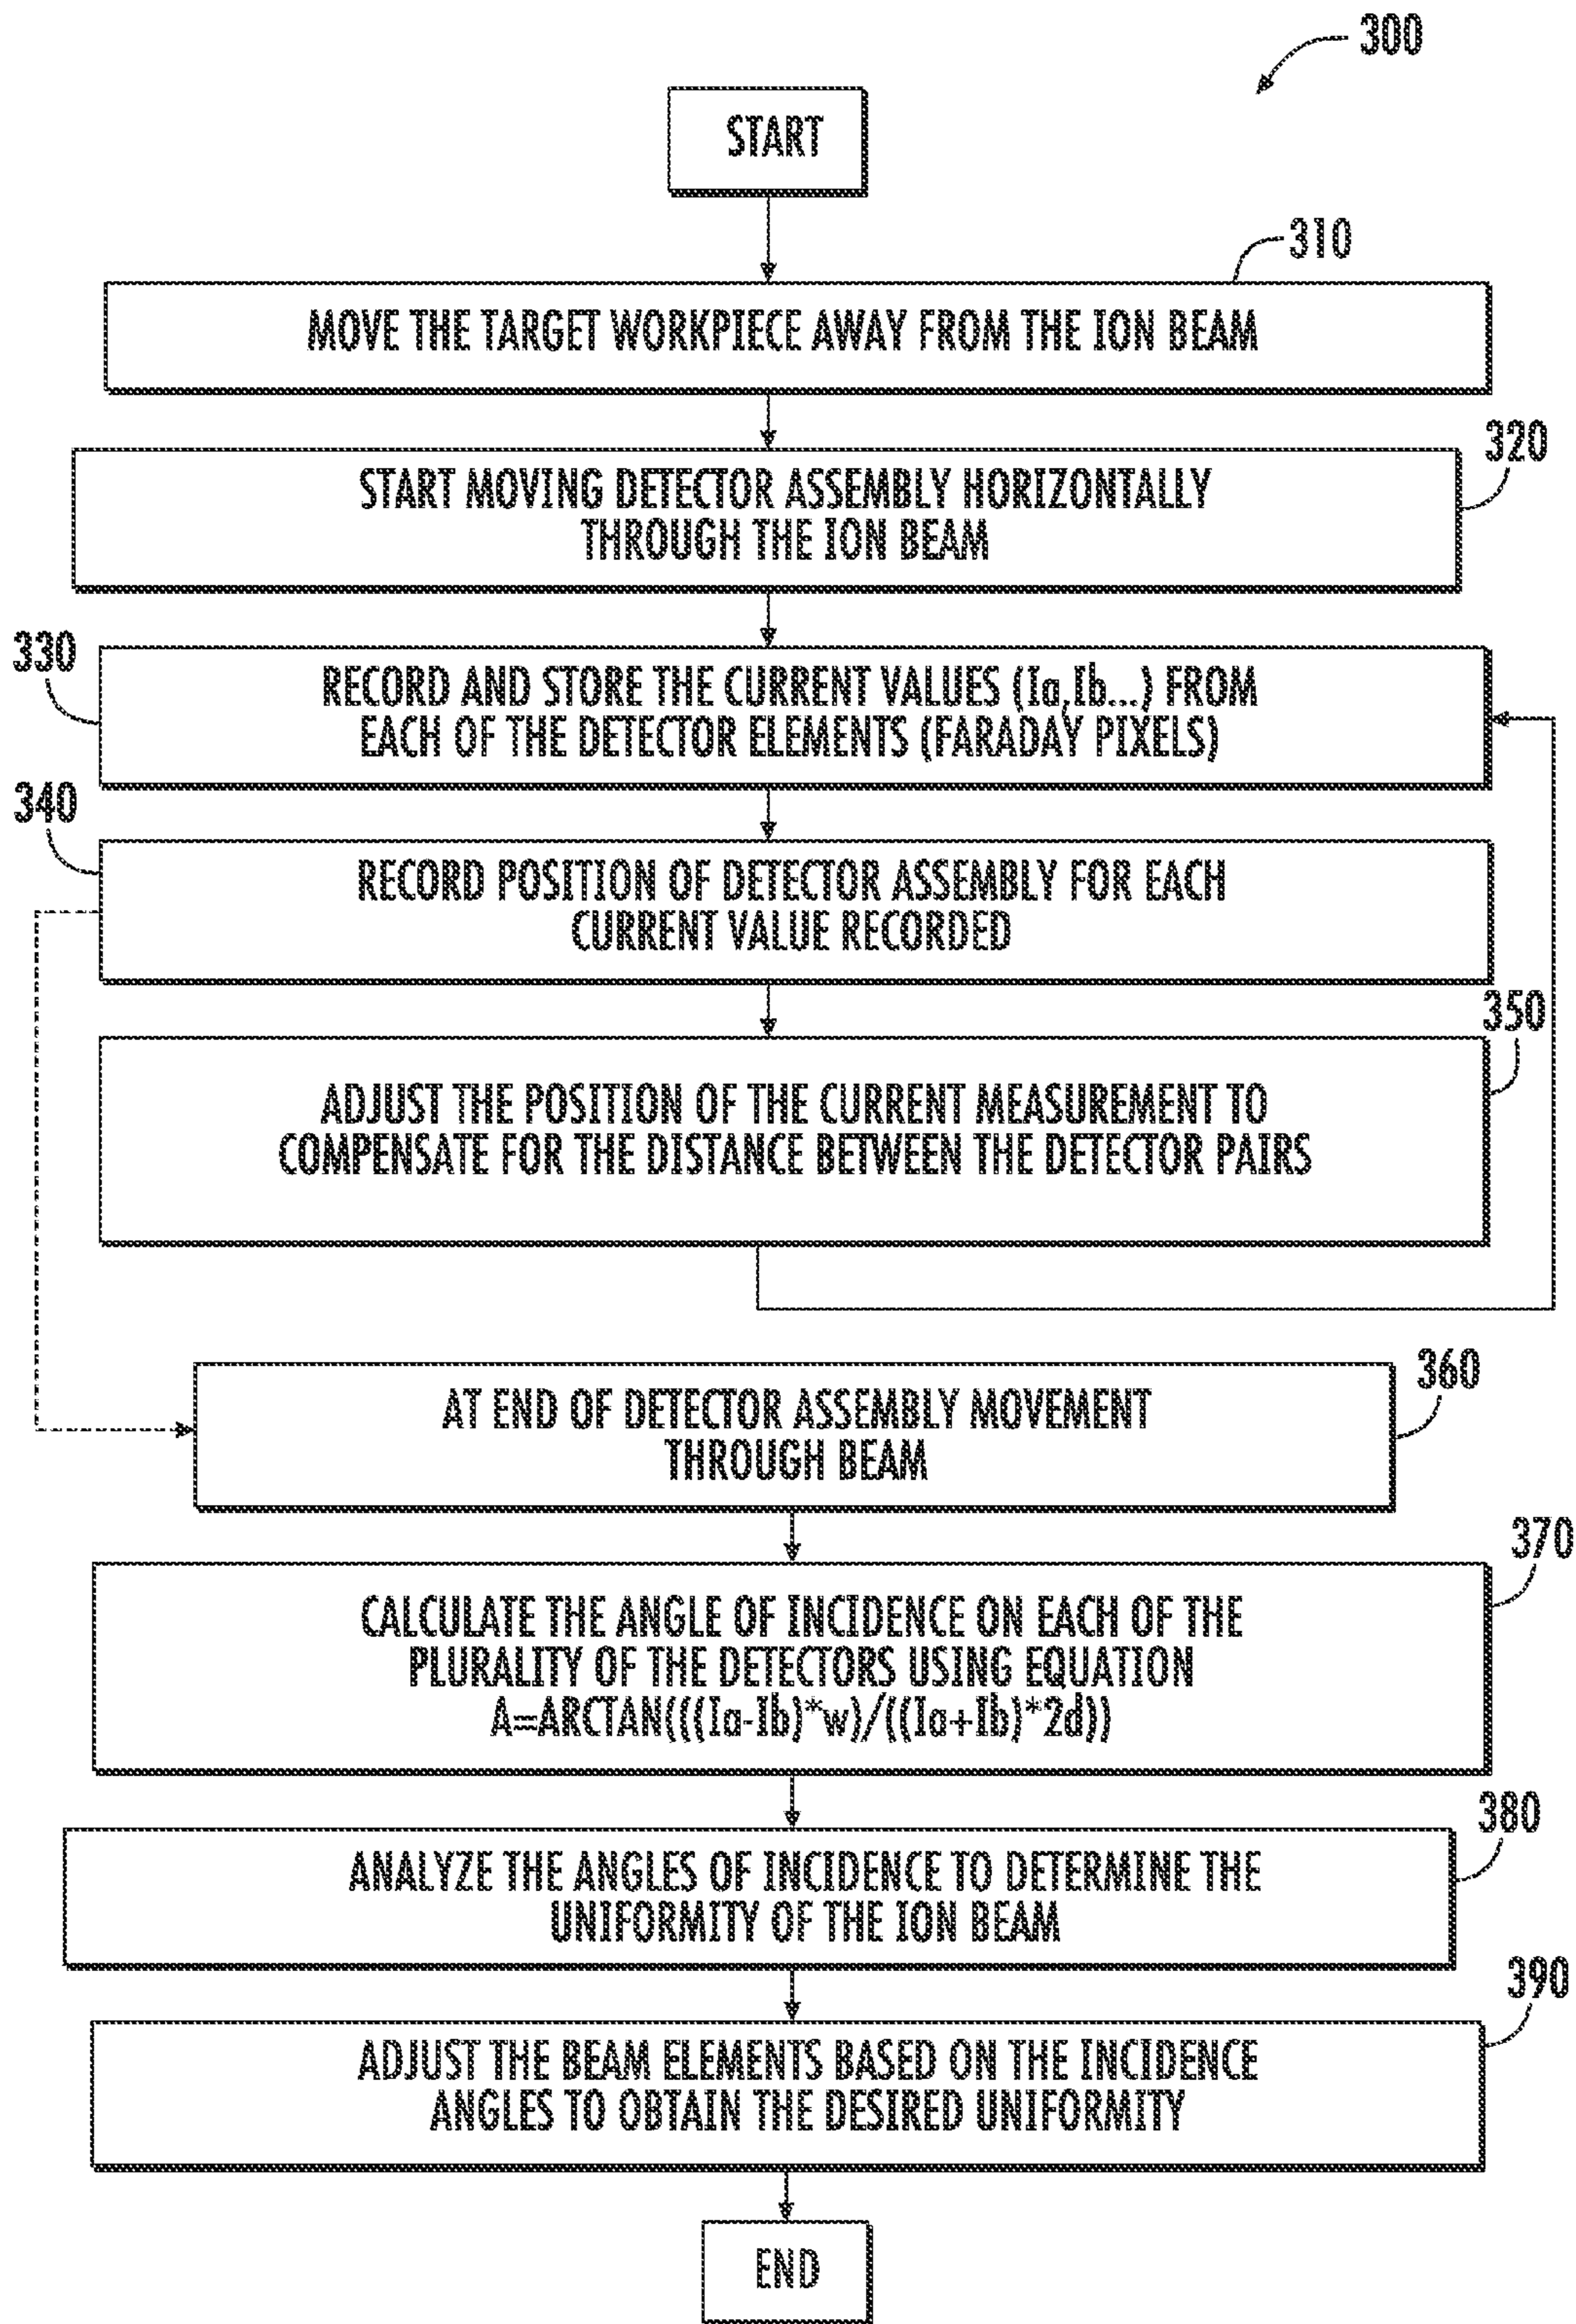 300
START
310
MOVE THE TARGET WORKPIECE AWAY FROM THE ION BEAM
320
START MOVING DETECTOR ASSEMBLY HORIZONTALLY
THROUGH THE ION BEAM
330
RECORD AND STORE THE CURRENT VALUES (Ia,Ib...) FROM
EACH OF THE DETECTOR ELEMENTS (FARADAY PIXELS)
340
RECORD POSITION OF DETECTOR ASSEMBLY FOR EACH
CURRENT VALUE RECORDED
350
ADJUST THE POSITION OF THE CURRENT MEASUREMENT TO
COMPENSATE FOR THE DISTANCE BETWEEN THE DETECTOR PAIRS
360
AT END OF DETECTOR ASSEMBLY MOVEMENT
THROUGH BEAM
370
CALCULATE THE ANGLE OF INCIDENCE ON EACH OF THE
PLURALITY OF THE DETECTORS USING EQUATION
A=ARCTAN(((Ia-Ib)*w)/((Ia+Ib)*2d))
380
ANALYZE THE ANGLES OF INCIDENCE TO DETERMINE THE
UNIFORMITY OF THE ION BEAM
390
ADJUST THE BEAM ELEMENTS BASED ON THE INCIDENCE
ANGLES TO OBTAIN THE DESIRED UNIFORMITY
END